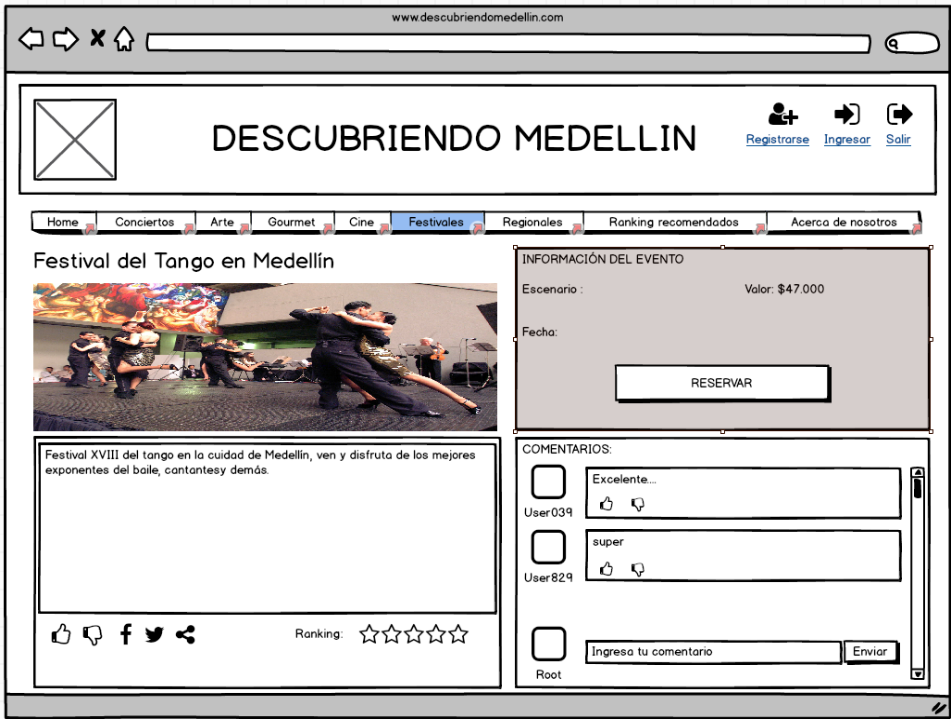 www.descubriendomedellin.com
DESCUBRIENDO MEDELLIN
Registrarse Ingresar Salir
Home Conciertos Arte Gourmet Cine Festivales Regionales Ranking recomendados Acerca de nosotros
Festival del Tango en Medellín
INFORMACIÓN DEL EVENTO
Escenario : Valor: $47.000
Fecha:
RESERVAR
Festival XVIII del tango en la cuidad de Medellín, ven y disfruta de los mejores
exponentes del baile, cantantesy demás.
Ranking:
COMENTARIOS:
Excelente....
User039
super
User829
Ingresa tu comentario Enviar
Root